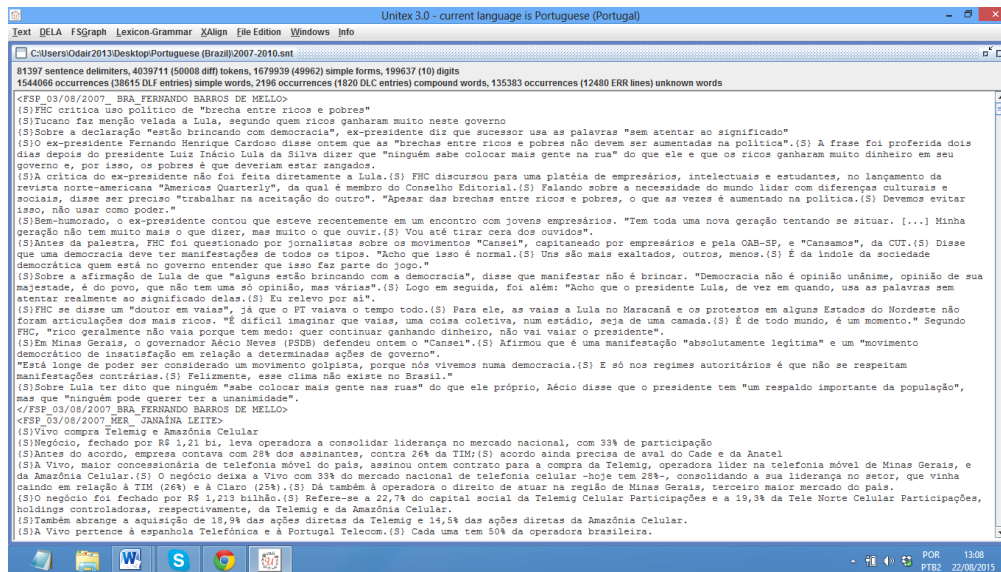 Unitex 3.0 - current language is Portuguese (Portugal)
Text DELA FSGraph Lexicon-Grammar XAlign File Edition Windows Info
C:\Users\Odair2013\Desktop\Portuguese (Brazil)\2007-2010.snt
81397 sentence delimiters, 4039711 (50008 diff) tokens, 1679939 (49962) simple forms, 199637 (10) digits
1544066 occurrences (38615 DLF entries) simple words, 2196 occurrences (1820 DLC entries) compound words, 135383 occurrences (12480 ERR lines) unknown words
<FSP_03/08/2007_ BRA_FERNANDO BARROS DE MELLO>
{S}FHC critica uso político de "brecha entre ricos e pobres"
{S}Tucano faz menção velada a Lula, segundo quem ricos ganharam muito neste governo
{S}Sobre a declaração "estão brincando com democracia", ex-presidente diz que sucessor usa as palavras "sem atentar ao significado"
{S}O ex-presidente Fernando Henrique Cardoso disse ontem que as "brechas entre ricos e pobres não devem ser aumentadas na política".{S} A frase foi proferida dois
dias depois do presidente Luiz Inácio Lula da Silva dizer que "ninguém sabe colocar mais gente na rua" do que ele e que os ricos ganharam muito dinheiro em seu
governo e, por isso, os pobres é que deveriam estar zangados.
{S}A crítica do ex-presidente não foi feita diretamente a Lula.{S} FHC discursou para uma platéia de empresários, intelectuais e estudantes, no lançamento da
revista norte-americana "Americas Quarterly", da qual é membro do Conselho Editorial.{S} Falando sobre a necessidade do mundo lidar com diferenças culturais e
sociais, disse ser preciso "trabalhar na aceitação do outro". "Apesar das brechas entre ricos e pobres, o que as vezes é aumentado na política.{S} Devemos evitar
isso, não usar como poder."
{S}Bem-humorado, o ex-presidente contou que esteve recentemente em um encontro com jovens empresários. "Tem toda uma nova geração tentando se situar. [...] Minha
geração não tem muito mais o que dizer, mas muito o que ouvir.{S} Vou até tirar cera dos ouvidos".
{S}Antes da palestra, FHC foi questionado por jornalistas sobre os movimentos "Cansei", capitaneado por empresários e pela OAB-SP, e "Cansamos", da CUT.{S} Disse
que uma democracia deve ter manifestações de todos os tipos. "Acho que isso é normal.{S} Uns são mais exaltados, outros, menos.{S} É da índole da sociedade
democrática quem está no governo entender que isso faz parte do jogo."
{S}Sobre a afirmação de Lula de que "alguns estão brincando com a democracia", disse que manifestar não é brincar. "Democracia não é opinião unânime, opinião de sua
majestade, é do povo, que não tem uma só opinião, mas várias".{S} Logo em seguida, foi além: "Acho que o presidente Lula, de vez em quando, usa as palavras sem
atentar realmente ao significado delas.{S} Eu relevo por aí".
{S}FHC se disse um "doutor em vaias", já que o PT vaiava o tempo todo.{S} Para ele, as vaias a Lula no Maracanã e os protestos em alguns Estados do Nordeste não
foram articulações dos mais ricos. "É difícil imaginar que vaias, uma coisa coletiva, num estádio, seja de uma camada.{S} É de todo mundo, é um momento." Segundo
FHC, "rico geralmente não vaia porque tem medo: quer continuar ganhando dinheiro, não vai vaiar o presidente".
{S}Em Minas Gerais, o governador Aécio Neves (PSDB) defendeu ontem o "Cansei".{S} Afirmou que é uma manifestação "absolutamente legítima" e um "movimento
democrático de insatisfação em relação a determinadas ações de governo".
"Está longe de poder ser considerado um movimento golpista, porque nós vivemos numa democracia.{S} E só nos regimes autoritários é que não se respeitam
manifestações contrárias.{S} Felizmente, esse clima não existe no Brasil."
{S}Sobre Lula ter dito que ninguém "sabe colocar mais gente nas ruas" do que ele próprio, Aécio disse que o presidente tem "um respaldo importante da população",
mas que "ninguém pode querer ter a unanimidade".
</FSP_03/08/2007_BRA_FERNANDO BARROS DE MELLO>
<FSP_03/08/2007_MER_ JANAÍNA LEITE>
{S}Vivo compra Telemig e Amazônia Celular
{S}Negócio, fechado por R$ 1,21 bi, leva operadora a consolidar liderança no mercado nacional, com 33% de participação
{S}Antes do acordo, empresa contava com 28% dos assinantes, contra 26% da TIM;{S} acordo ainda precisa de aval do Cade e da Anatel
{S}A Vivo, maior concessionária de telefonia móvel do país, assinou ontem contrato para a compra da Telemig, operadora líder na telefonia móvel de Minas Gerais, e
da Amazônia Celular.{S} O negócio deixa a Vivo com 33% do mercado nacional de telefonia celular -hoje tem 28%-, consolidando a sua liderança no setor, que vinha
caindo em relação à TIM (26%) e à Claro (25%).{S} Dá também à operadora o direito de atuar na região de Minas Gerais, terceiro maior mercado do país.
{S}O negócio foi fechado por R$ 1,213 bilhão.{S} Refere-se a 22,7% do capital social da Telemig Celular Participações e a 19,3% da Tele Norte Celular Participações,
holdings controladoras, respectivamente, da Telemig e da Amazônia Celular.
{S}Também abrange a aquisição de 18,9% das ações diretas da Telemig e 14,5% das ações diretas da Amazônia Celular.
{S}A Vivo pertence à espanhola Telefónica e à Portugal Telecom.{S} Cada uma tem 50% da operadora brasileira.
POR 13:08
PTB2 22/08/2015